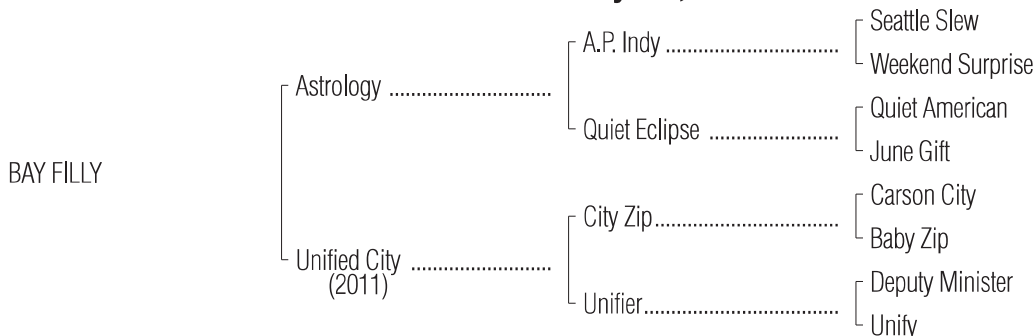 Seattle Slew
A.P. Indy ..............................
Weekend Surprise
Astrology ............................
Quiet American
Quiet Eclipse ......................
June Gift
BAY FILLY
Carson City
City Zip................................
Baby Zip
Unified City ........................
(2011)
Deputy Minister
Unifier..................................
Unify